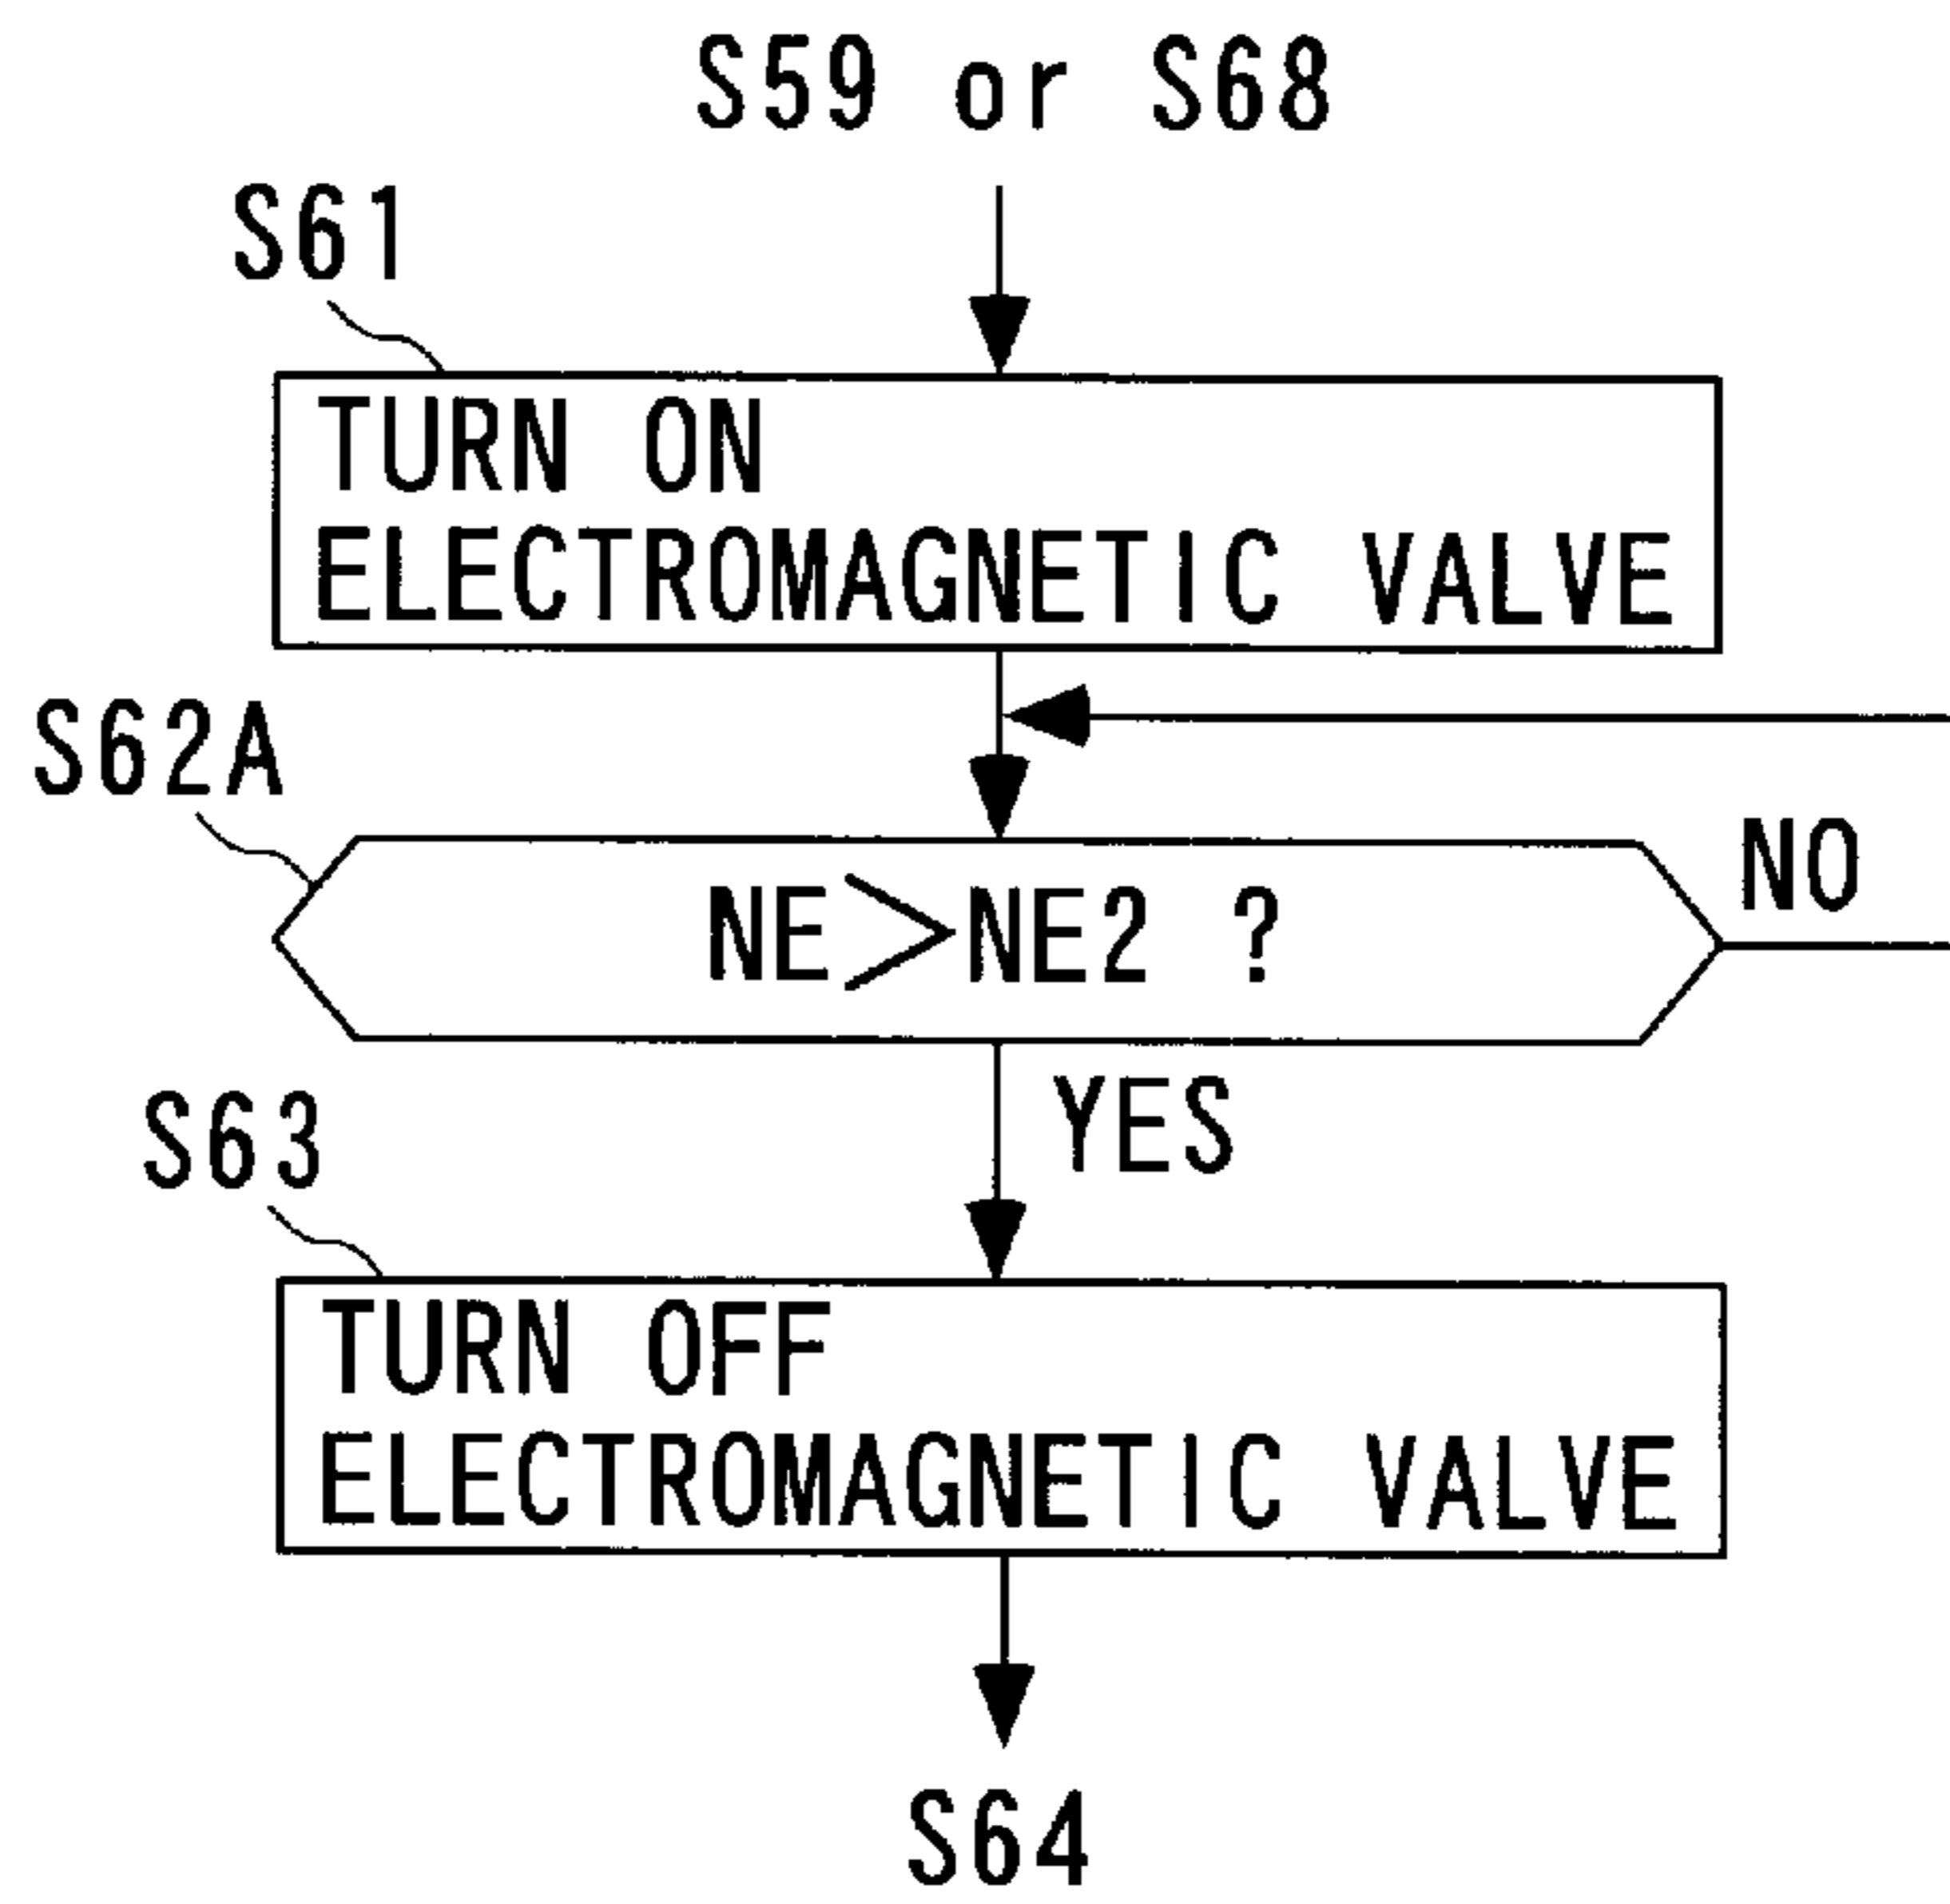 S59 or S68
S61
TURN ON
ELECTROMAGNETIC VALVE
S62A
NE>NE2 ?
NO
YES
S63
TURN OFF
ELECTROMAGNETIC VALVE
S64